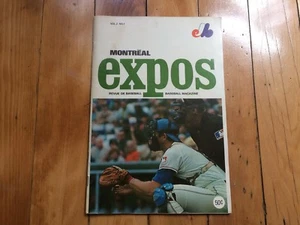 MONTRÉAL
expos
REVUE DE BASEBALL BASEBALL MAGAZINE
50¢